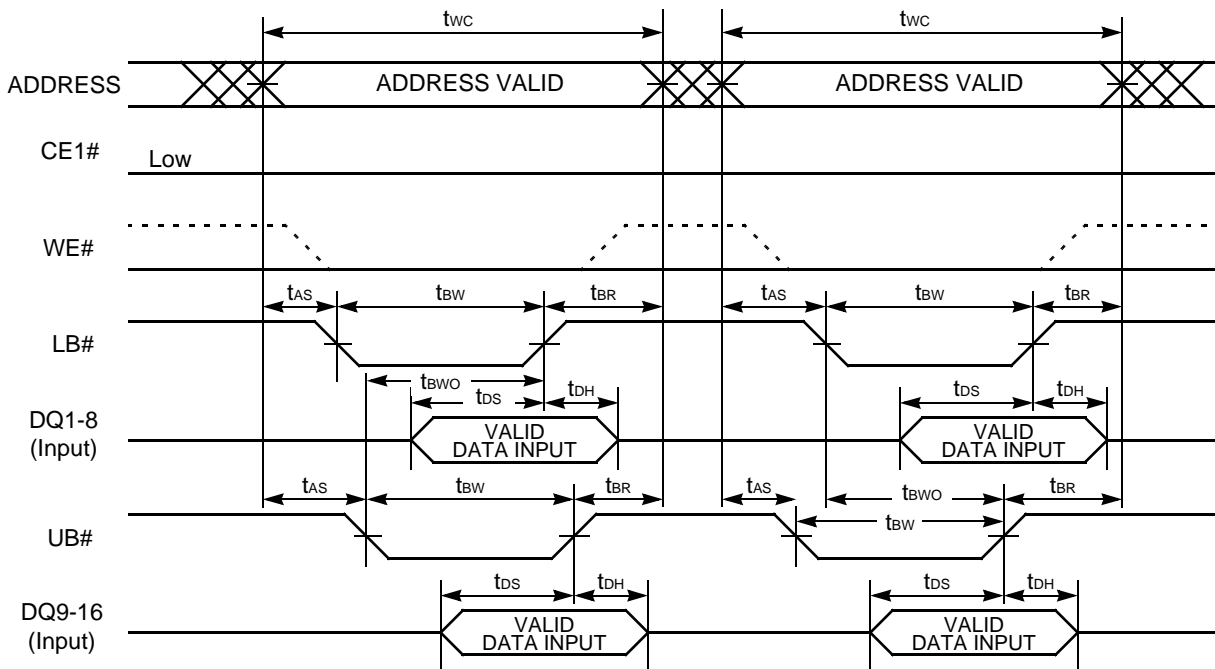 tWC tWC
ADDRESS ADDRESS VALID ADDRESS VALID
CE1# Low
WE#
tAS tBW tBR tAS tBW tBR
LB#
tBWO
tDS tDH tDS tDH
DQ1-8
(Input)
VALID
DATA INPUT
VALID
DATA INPUT
tAS tBW tBR tAS tBWO tBR
UB# tBW
tDS tDH tDS tDH
DQ9-16
(Input)
VALID
DATA INPUT
VALID
DATA INPUT